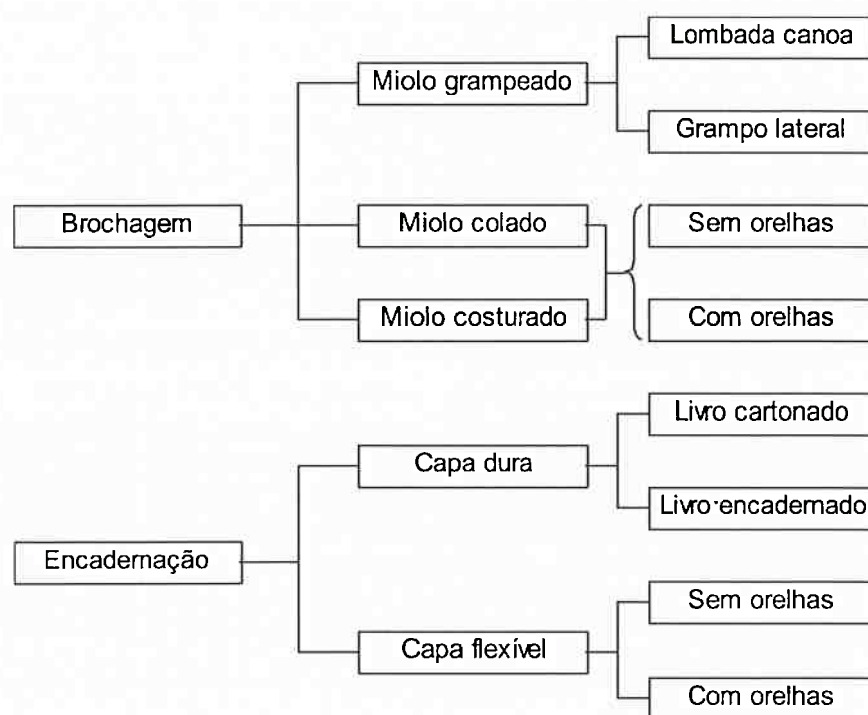 Lombada canoa
Miolo grampeado
Grampo lateral
Brochagem
Miolo colado
Sem orelhas
Miolo costurado
Com orelhas
Livro cartonado
Capa dura
Livro-encadernado
Encadernação
Sem orelhas
Capa flexível
Com orelhas